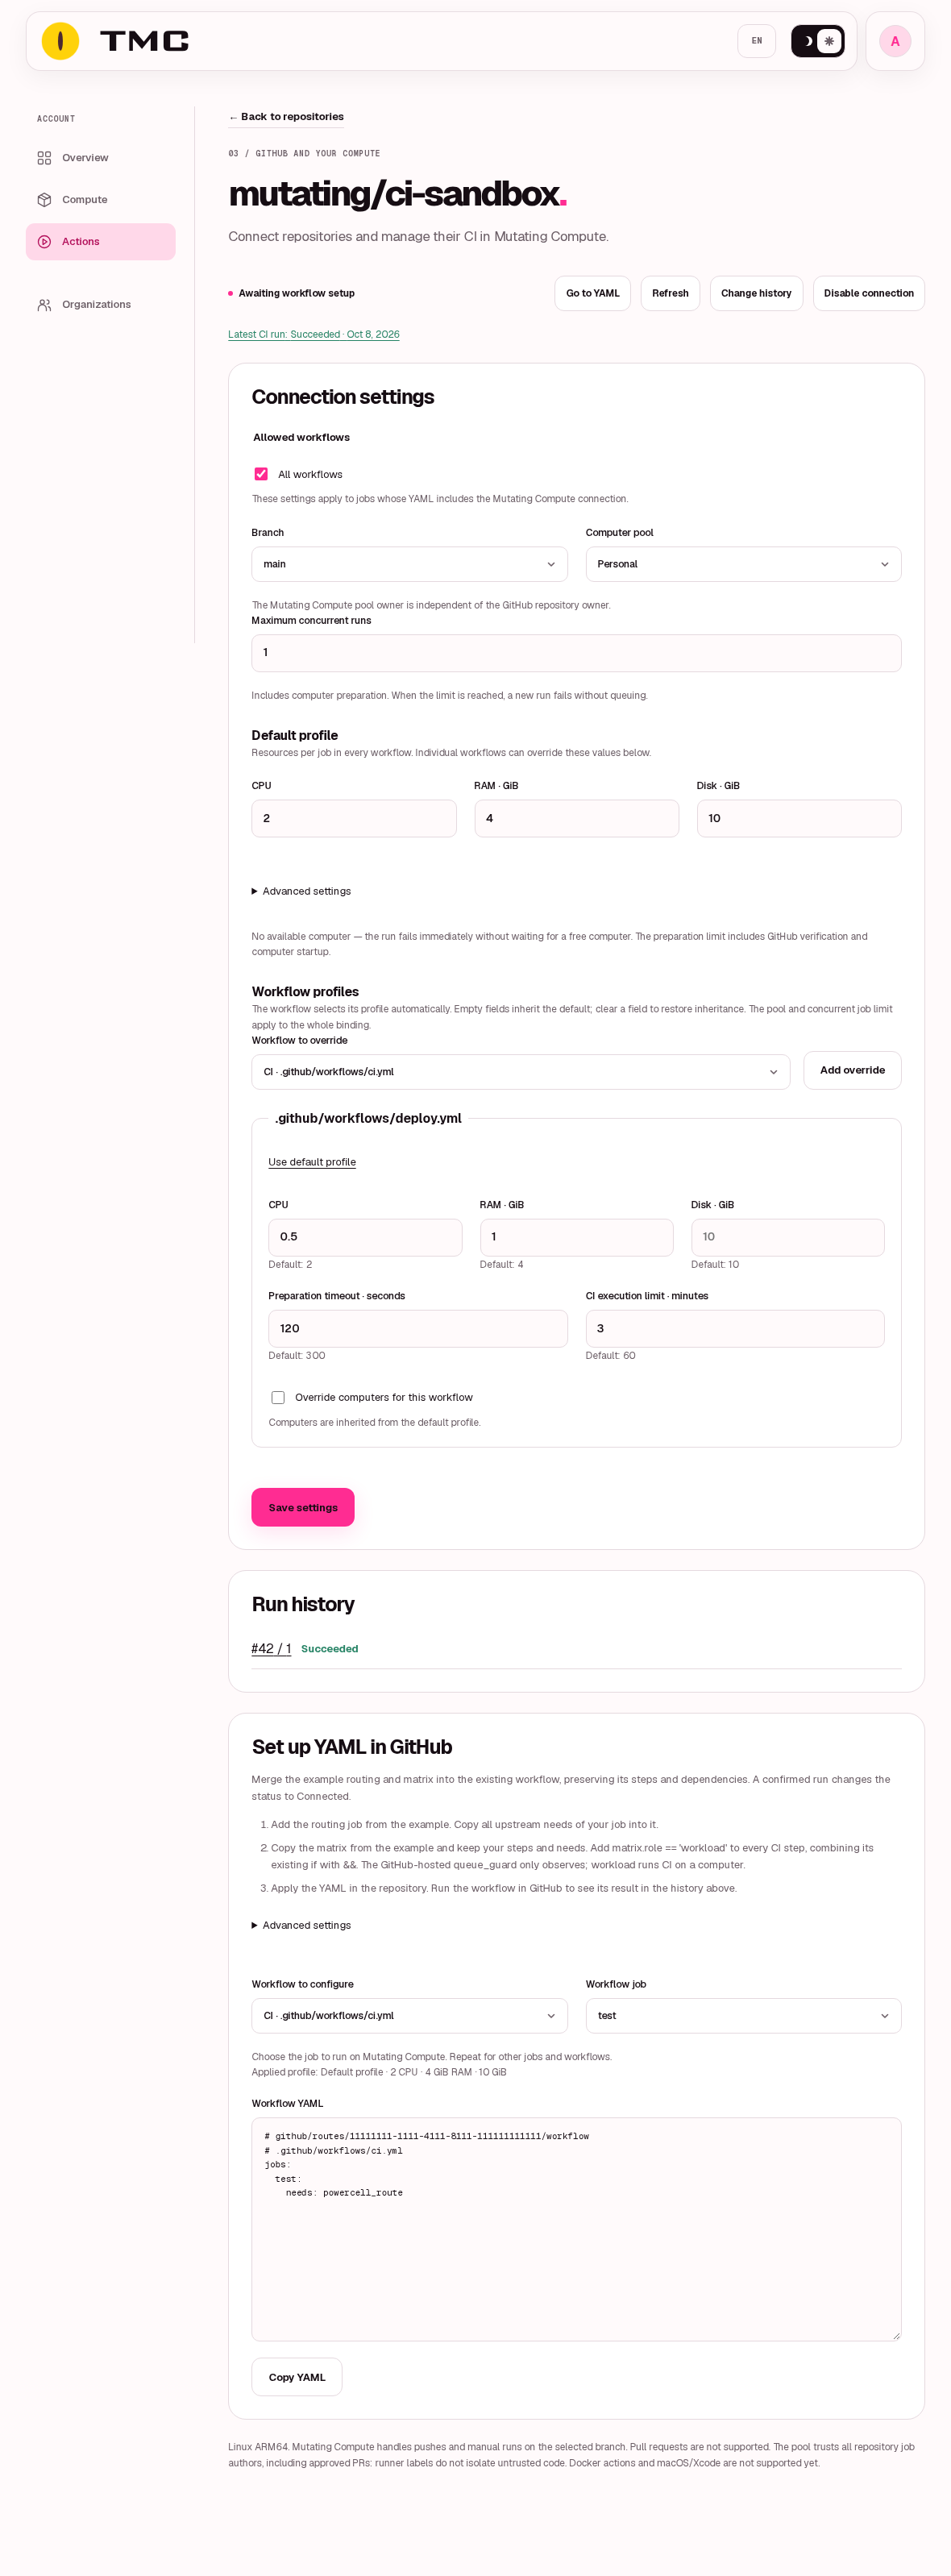 TMC
EN
A
ACCOUNT
Overview
Compute
Actions
Organizations
← Back to repositories
03 / GITHUB AND YOUR COMPUTE
mutating/ci-sandbox.
Connect repositories and manage their CI in Mutating Compute.
Awaiting workflow setup
Go to YAML
Refresh
Change history
Disable connection
Latest CI run: Succeeded · Oct 8, 2026
Connection settings
Allowed workflows
All workflows
These settings apply to jobs whose YAML includes the Mutating Compute connection.
Branch
Computer pool
main
Personal
The Mutating Compute pool owner is independent of the GitHub repository owner.
Maximum concurrent runs
1
Includes computer preparation. When the limit is reached, a new run fails without queuing.
Default profile
Resources per job in every workflow. Individual workflows can override these values below.
CPU
RAM · GiB
Disk · GiB
2
4
10
Advanced settings
No available computer — the run fails immediately without waiting for a free computer. The preparation limit includes GitHub verification and
computer startup.
Workflow profiles
The workflow selects its profile automatically. Empty fields inherit the default; clear a field to restore inheritance. The pool and concurrent job limit
apply to the whole binding.
Workflow to override
CI · .github/workflows/ci.yml
Add override
.github/workflows/deploy.yml
Use default profile
CPU
RAM · GiB
Disk · GiB
0.5
1
10
Default: 2
Default: 4
Default: 10
Preparation timeout · seconds
CI execution limit · minutes
120
3
Default: 300
Default: 60
Override computers for this workflow
Computers are inherited from the default profile.
Save settings
Run history
#42 / 1
Succeeded
Set up YAML in GitHub
Merge the example routing and matrix into the existing workflow, preserving its steps and dependencies. A confirmed run changes the
status to Connected.
1. Add the routing job from the example. Copy all upstream needs of your job into it.
2. Copy the matrix from the example and keep your steps and needs. Add matrix.role == 'workload' to every CI step, combining its
existing if with &&. The GitHub-hosted queue_guard only observes; workload runs CI on a computer.
3. Apply the YAML in the repository. Run the workflow in GitHub to see its result in the history above.
Advanced settings
Workflow to configure
Workflow job
CI · .github/workflows/ci.yml
test
Choose the job to run on Mutating Compute. Repeat for other jobs and workflows.
Applied profile: Default profile · 2 CPU · 4 GiB RAM · 10 GiB
Workflow YAML
# github/routes/11111111-1111-4111-8111-111111111111/workflow
# .github/workflows/ci.yml
jobs:
test:
needs: powercell_route
Copy YAML
Linux ARM64. Mutating Compute handles pushes and manual runs on the selected branch. Pull requests are not supported. The pool trusts all repository job
authors, including approved PRs: runner labels do not isolate untrusted code. Docker actions and macOS/Xcode are not supported yet.